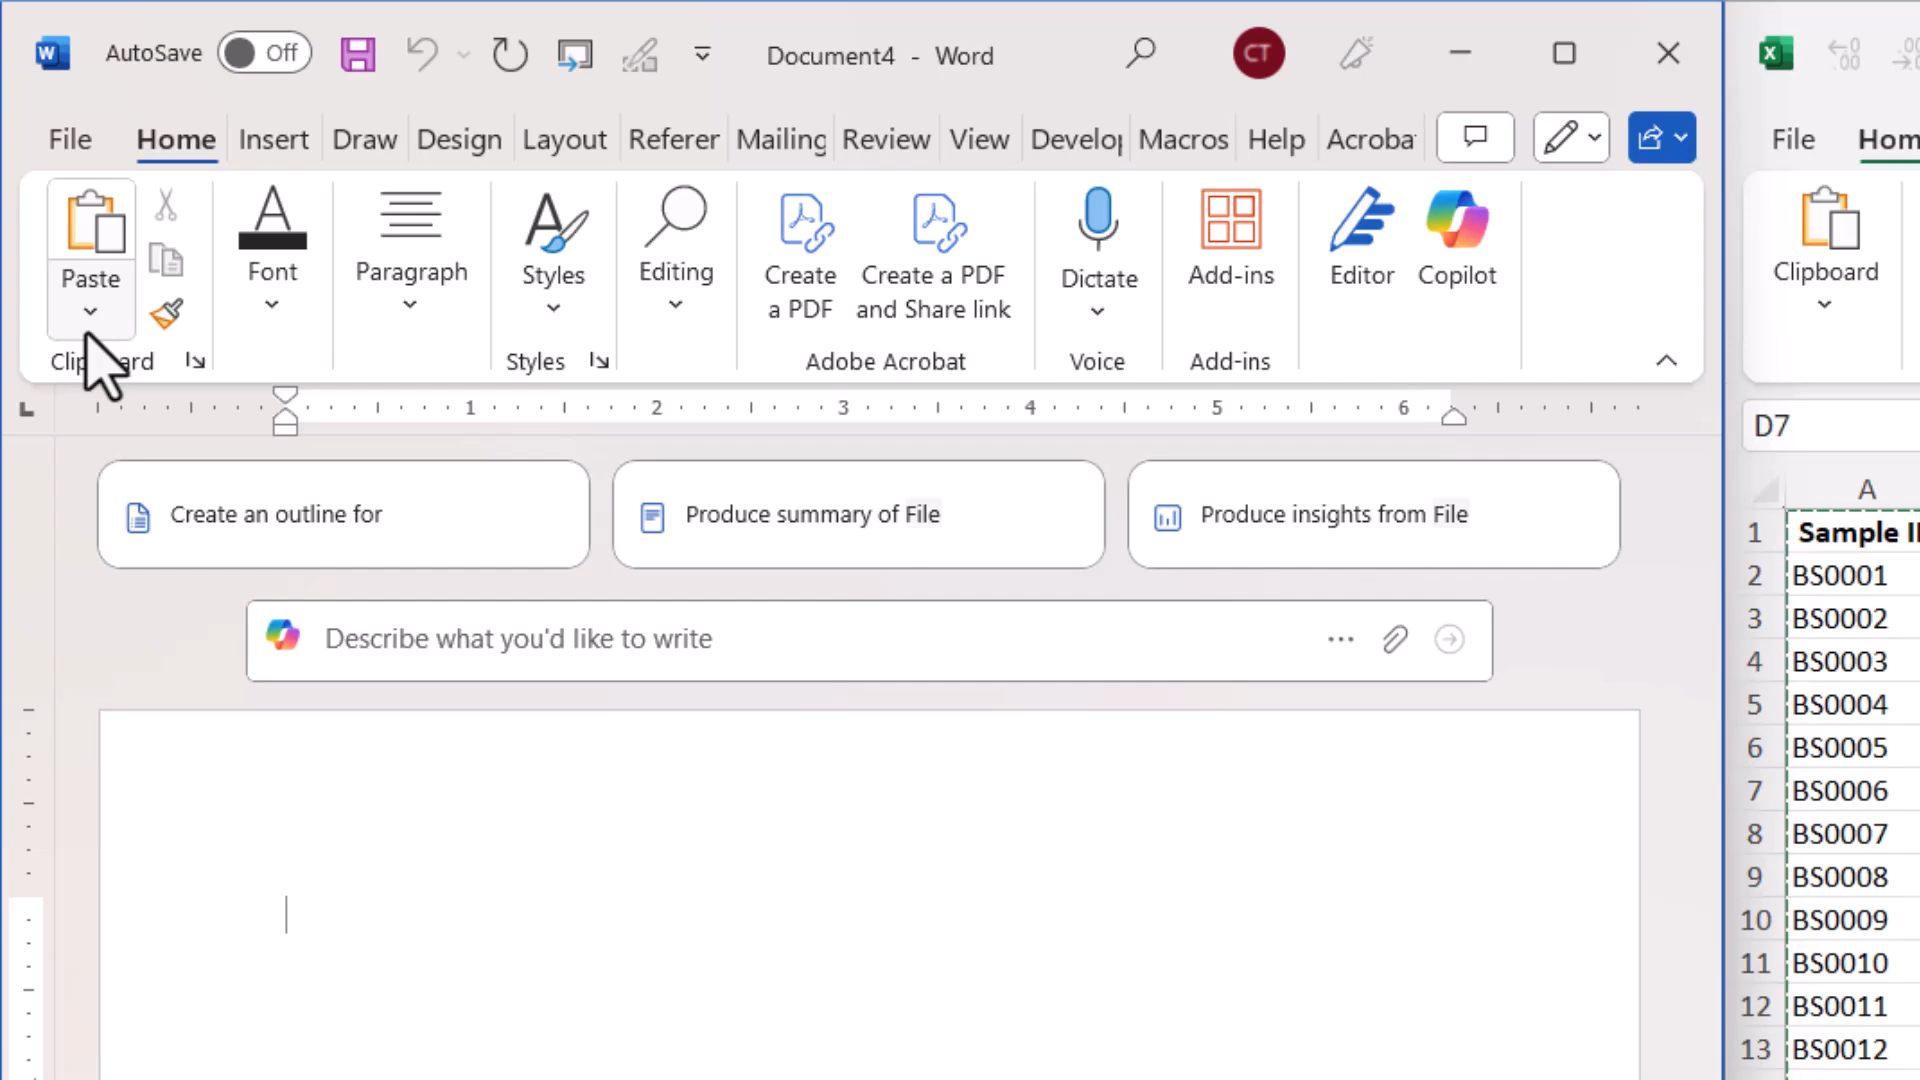 AutoSave Off Document4 - Word CT
File Home Insert Draw Design Layout Referer Mailing Review View Develop Macros Help Acroba
Paste
Clipboard
Font
Paragraph
Styles
Styles
Editing
Create a PDF
Create a PDF and Share link
Adobe Acrobat
Dictate
Voice
Add-ins
Add-ins
Editor
Copilot
1 2 3 4 5 6
Create an outline for
Produce summary of File
Produce insights from File
Describe what you'd like to write
File Hom
Clipboard
D7
A
1 Sample I
2 BS0001
3 BS0002
4 BS0003
5 BS0004
6 BS0005
7 BS0006
8 BS0007
9 BS0008
10 BS0009
11 BS0010
12 BS0011
13 BS0012